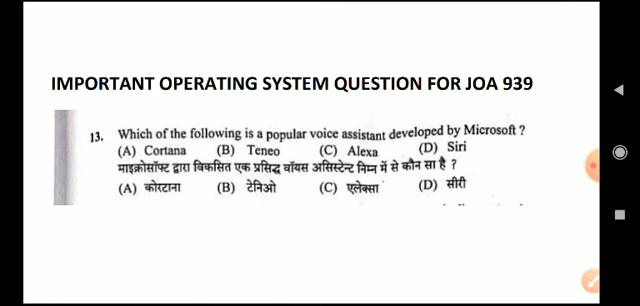 IMPORTANT OPERATING SYSTEM QUESTION FOR JOA 939
13. Which of the following is a popular voice assistant developed by Microsoft ?
(A) Cortana (B) Teneo (C) Alexa (D) Siri
माइक्रोसॉफ्ट द्वारा विकसित एक प्रसिद्ध वॉयस असिस्टेन्ट निम्न में से कौन सा है ?
(A) कोरटाना (B) टेनिओ (C) एलेक्सा (D) सीरी